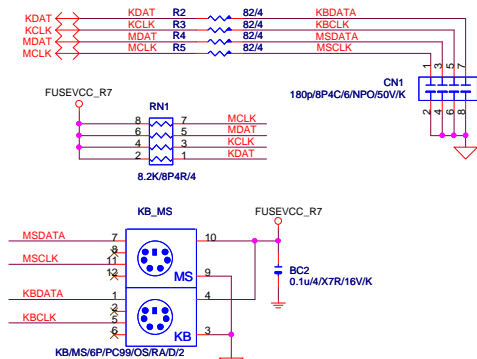 KDAT KDAT R2 82/4 KBDATA
KCLK KCLK R3 82/4 KBCLK
MDAT MDAT R4 82/4 MSDATA
MCLK MCLK R5 82/4 MSCLK
1 3 5 7
CN1
180p/8P4C/6/NPO/50V/K
2 4 6 8
FUSEVCC_R7
RN1
8 7 MCLK
6 5 MDAT
4 3 KCLK
2 1 KDAT
8.2K/8P4R/4
KB_MS
FUSEVCC_R7
MSDATA 7 10
8
MSCLK 11
12 MS 9
BC2
0.1u/4/X7R/16V/K
KBDATA 1 4
2
KBCLK 5
6 KB 3
KB/MS/6P/PC99/OS/RA/D/2